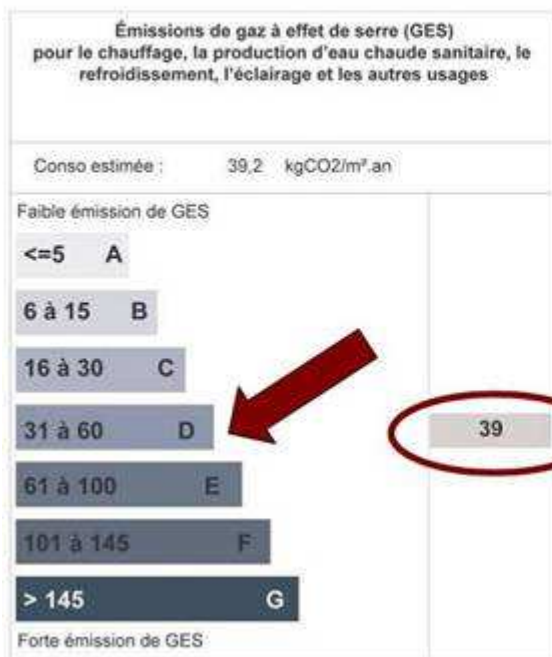 Émissions de gaz à effet de serre (GES)
pour le chauffage, la production d'eau chaude sanitaire, le
refroidissement, l'éclairage et les autres usages
Conso estimée : 39,2 kgCO2/m².an
Faible émission de GES
<=5 A
6 à 15 B
16 à 30 C
31 à 60 D
39
61 à 100 E
101 à 145 F
> 145 G
Forte émission de GES